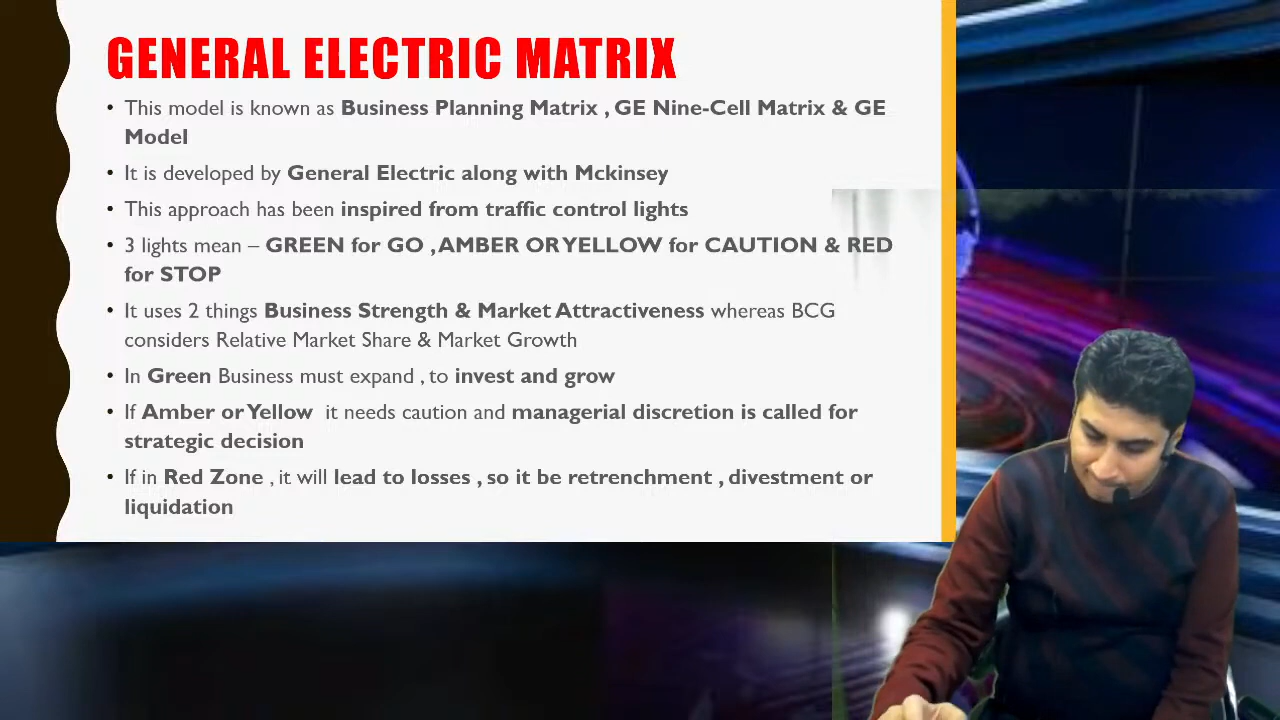 GENERAL ELECTRIC MATRIX
• This model is known as Business Planning Matrix , GE Nine-Cell Matrix & GE
Model
• It is developed by General Electric along with Mckinsey
• This approach has been inspired from traffic control lights
• 3 lights mean – GREEN for GO , AMBER OR YELLOW for CAUTION & RED
for STOP
• It uses 2 things Business Strength & Market Attractiveness whereas BCG
considers Relative Market Share & Market Growth
• In Green Business must expand , to invest and grow
• If Amber or Yellow it needs caution and managerial discretion is called for
strategic decision
• If in Red Zone , it will lead to losses , so it be retrenchment , divestment or
liquidation